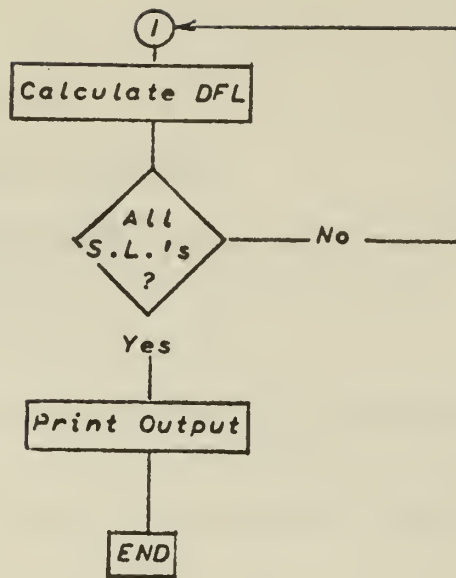 1
Calculate DFL
All
S.L.'s
?
No
Yes
Print Output
END